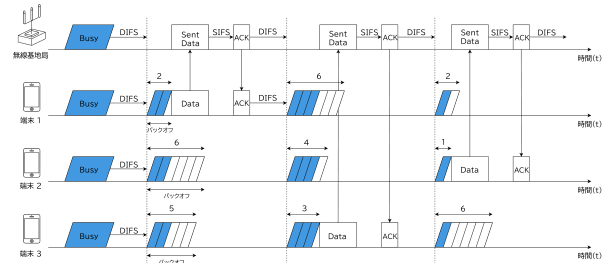 Busy DIFS Sent Data SIFS ACK DIFS Sent Data SIFS ACK DIFS Sent Data SIFS ACK DIFS
無線基地局
時間(t)
2 6 2
Busy DIFS Data ACK DIFS
端末 1
バックオフ
時間(t)
6 4 1
Busy DIFS Data ACK
端末 2
バックオフ
時間(t)
5 3 6
Busy DIFS Data ACK
端末 3
バックオフ
時間(t)